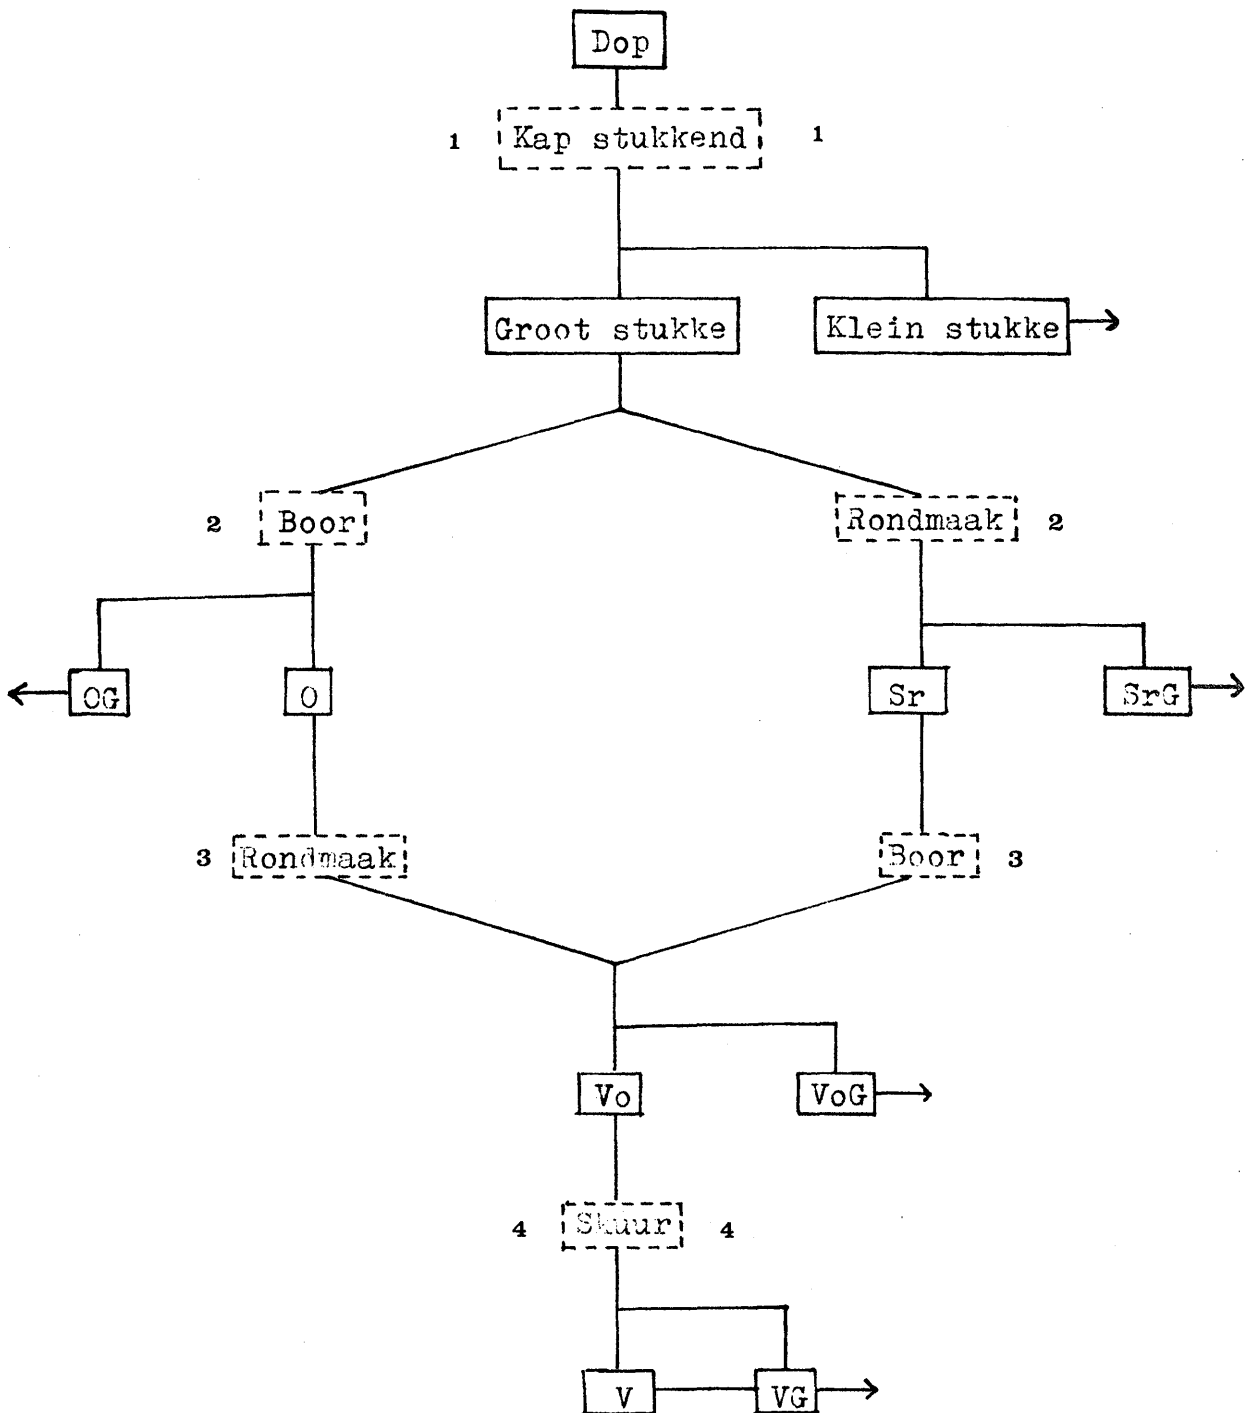 Dop
1 Kap stukkend 1
Groot stukke Klein stukke
2 Boor Rondmaak 2
OG O Sr SrG
3 Rondmaak Boor 3
Vo VoG
4 Skuur 4
V VG